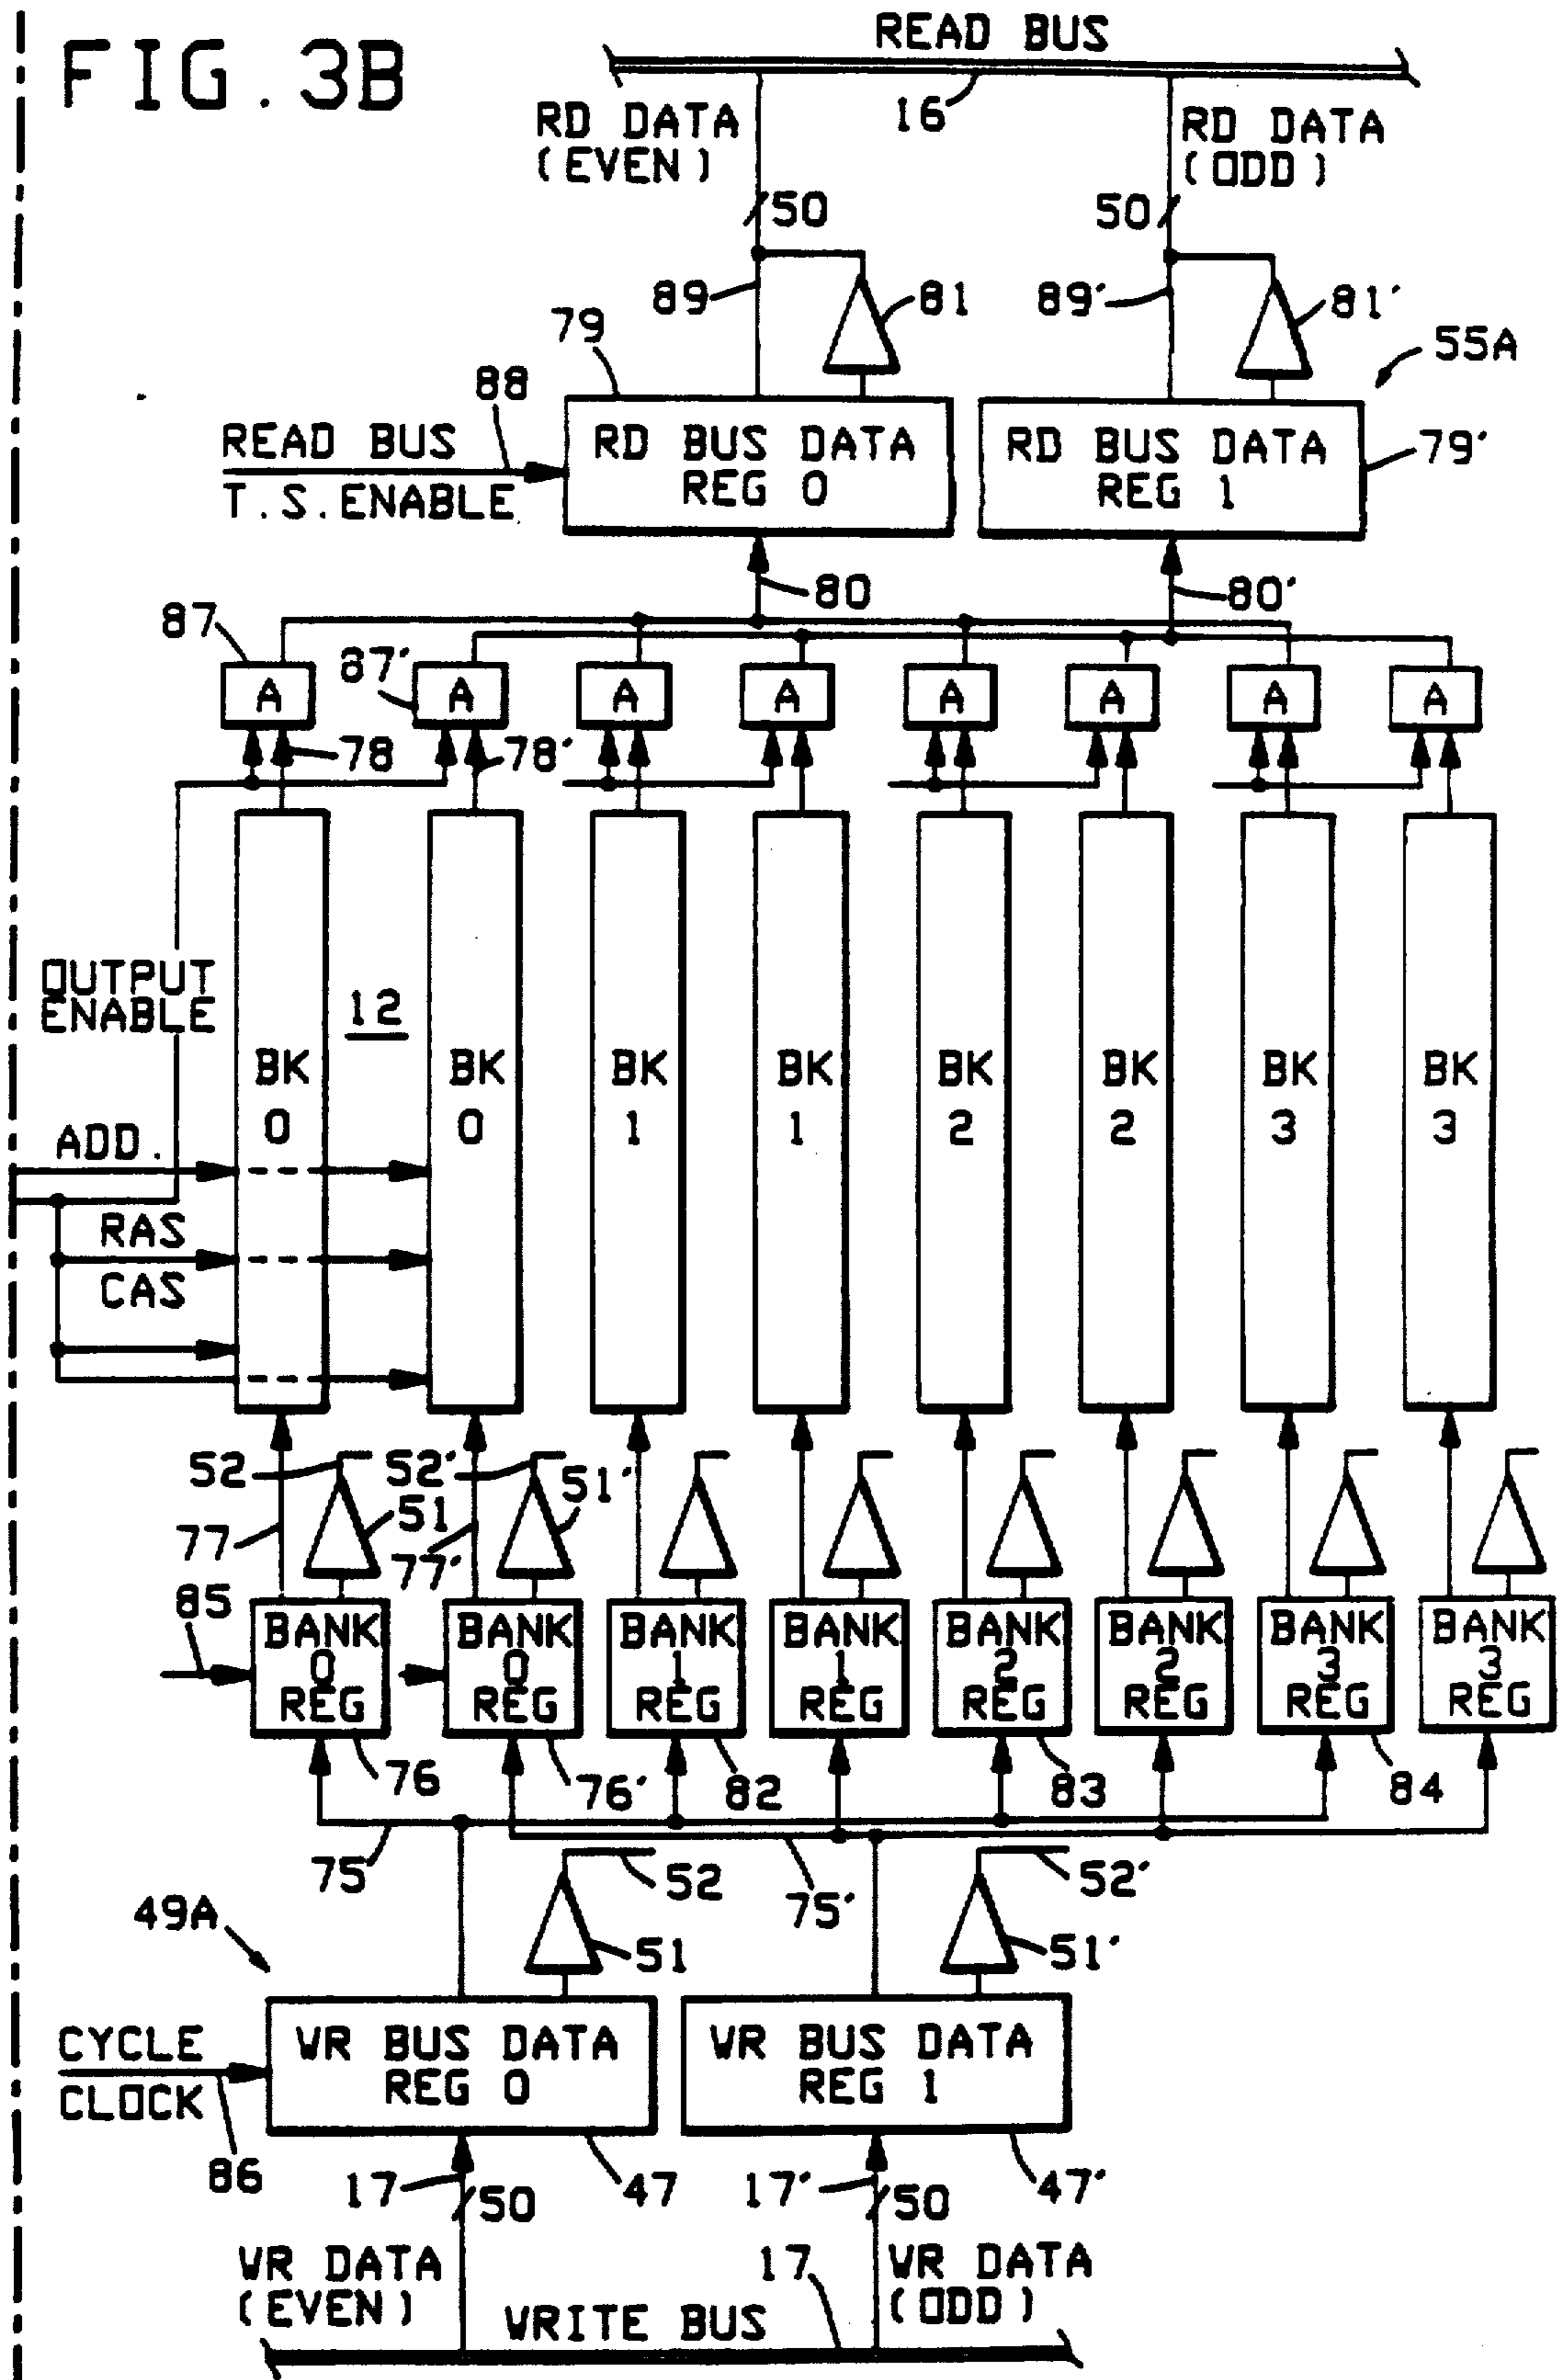 FIG. 3B
READ BUS
16
RD DATA
(EVEN)
RD DATA
(ODD)
50
50
89
81
89'
81'
79
55A
88
READ BUS
T.S. ENABLE
RD BUS DATA
REG 0
RD BUS DATA
REG 1
79'
80
80'
87
87'
A
A
A
A
A
A
A
A
78
78'
OUTPUT
ENABLE
12
BK
0
BK
0
BK
1
BK
1
BK
2
BK
2
BK
3
BK
3
ADD.
RAS
CAS
52
52'
51
51'
77
77'
85
BANK
0
REG
BANK
0
REG
BANK
1
REG
BANK
1
REG
BANK
2
REG
BANK
2
REG
BANK
3
REG
BANK
3
REG
76
76'
82
83
84
75
75'
52
52'
49A
51
51'
CYCLE
CLOCK
WR BUS DATA
REG 0
WR BUS DATA
REG 1
86
17
50
47
17'
50
47'
WR DATA
(EVEN)
17
WR DATA
(ODD)
WRITE BUS